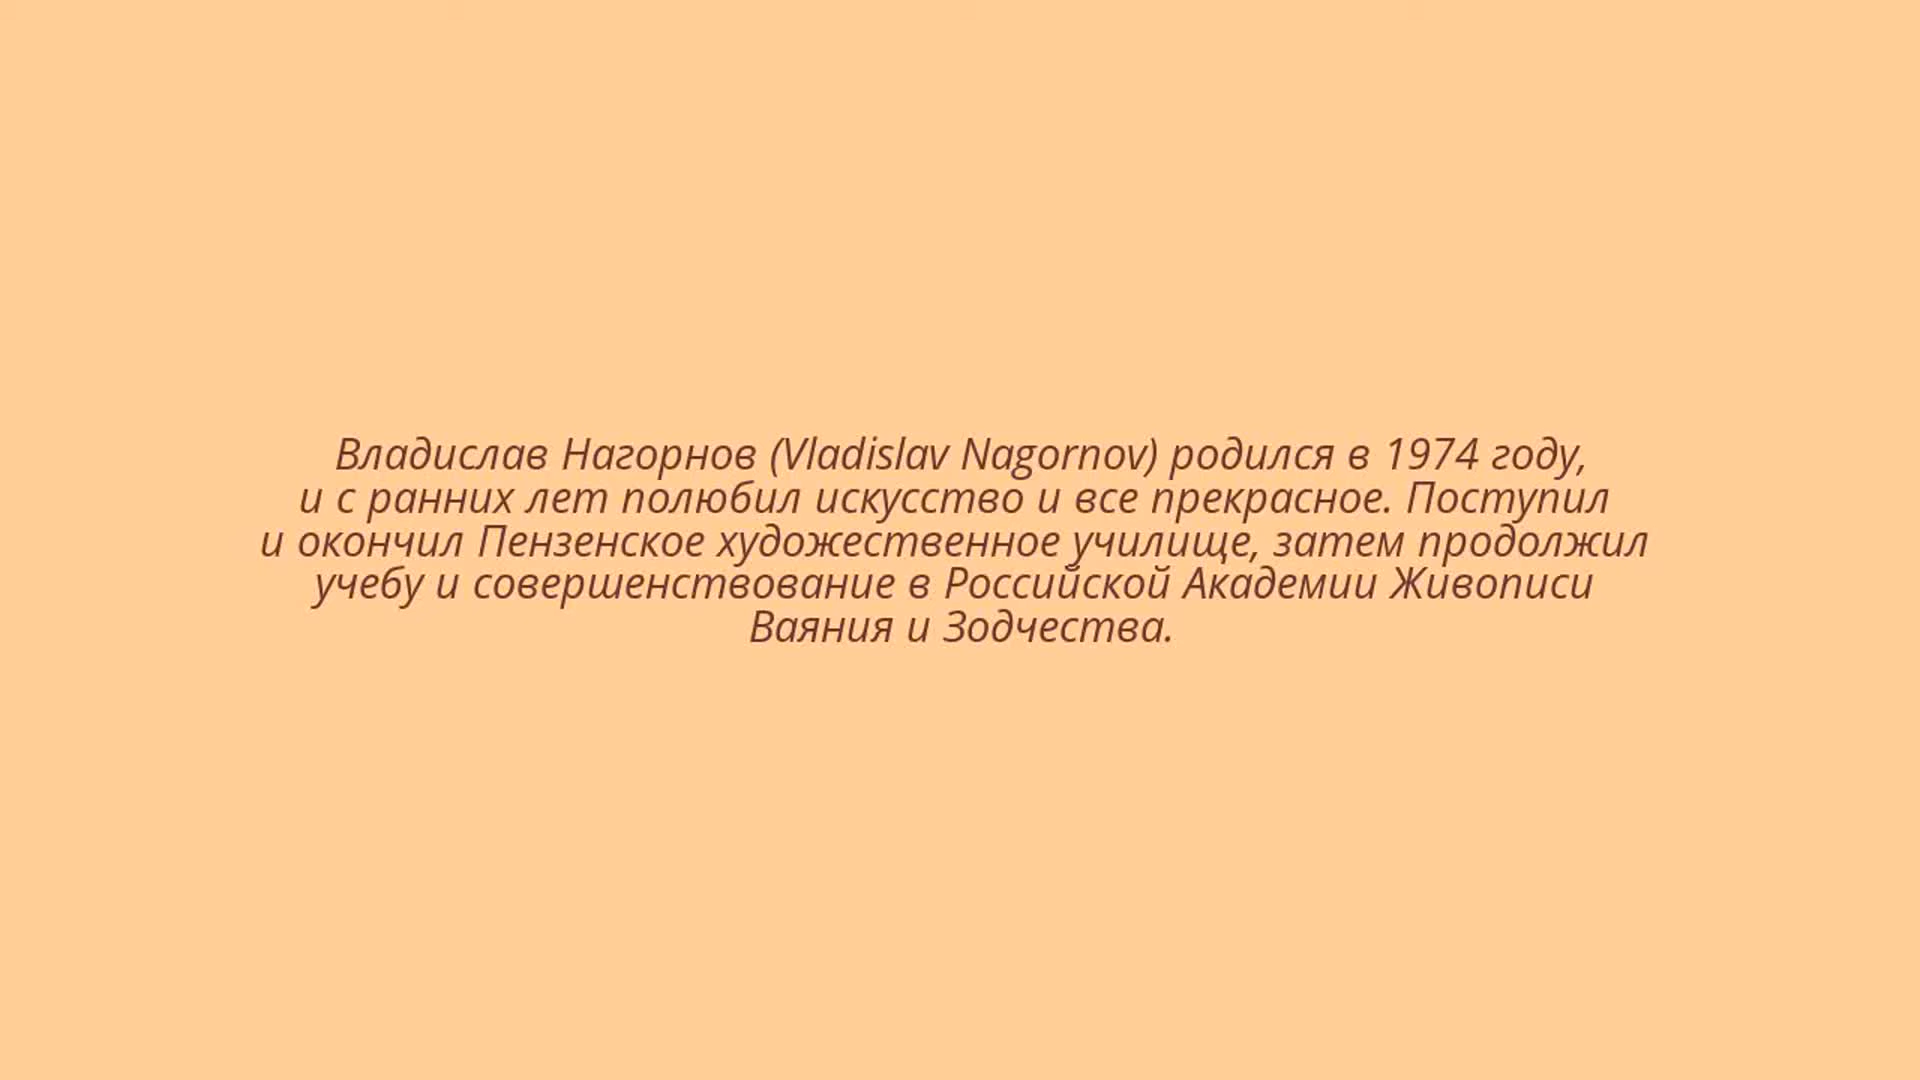 Владислав Нагорнов (Vladislav Nagornov) родился в 1974 году,
и с ранних лет полюбил искусство и все прекрасное. Поступил
и окончил Пензенское художественное училище, затем продолжил
учебу и совершенствование в Российской Академии Живописи
Ваяния и Зодчества.